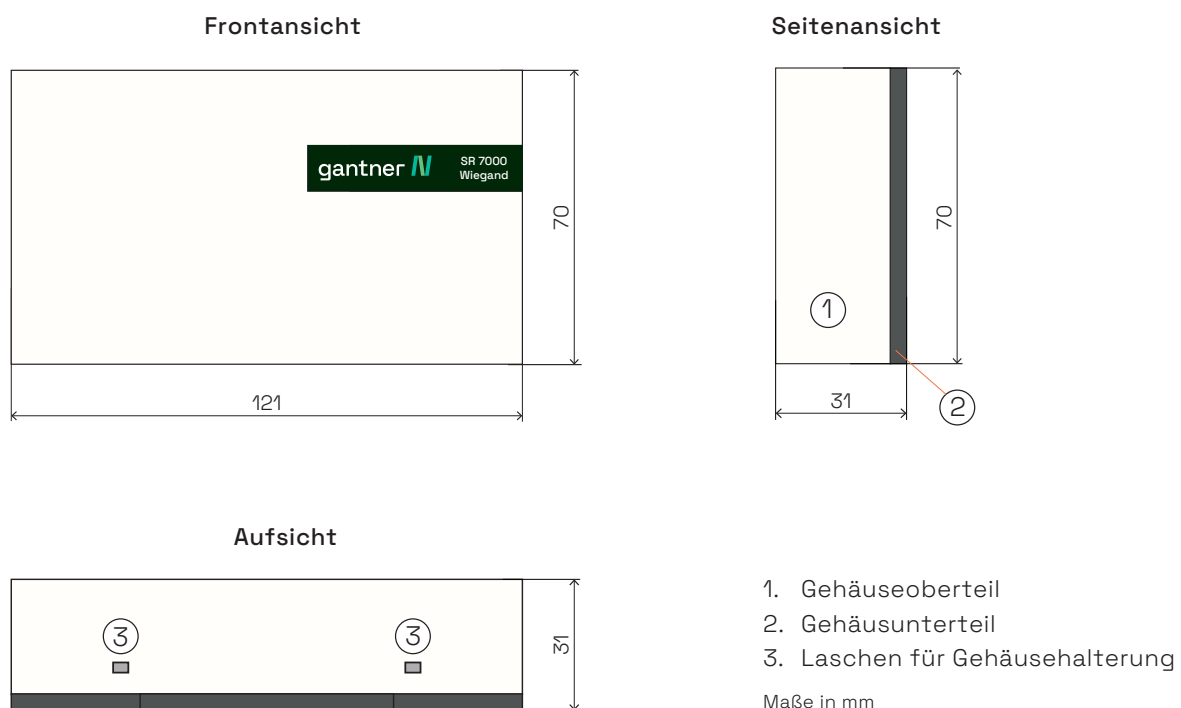 Frontansicht
Seitenansicht
gantner
SR 7000
Wiegand
70
121
70
1
31
2
Aufsicht
3
3
31
1. Gehäuseoberteil
2. Gehäusunterteil
3. Laschen für Gehäusehalterung
Maße in mm